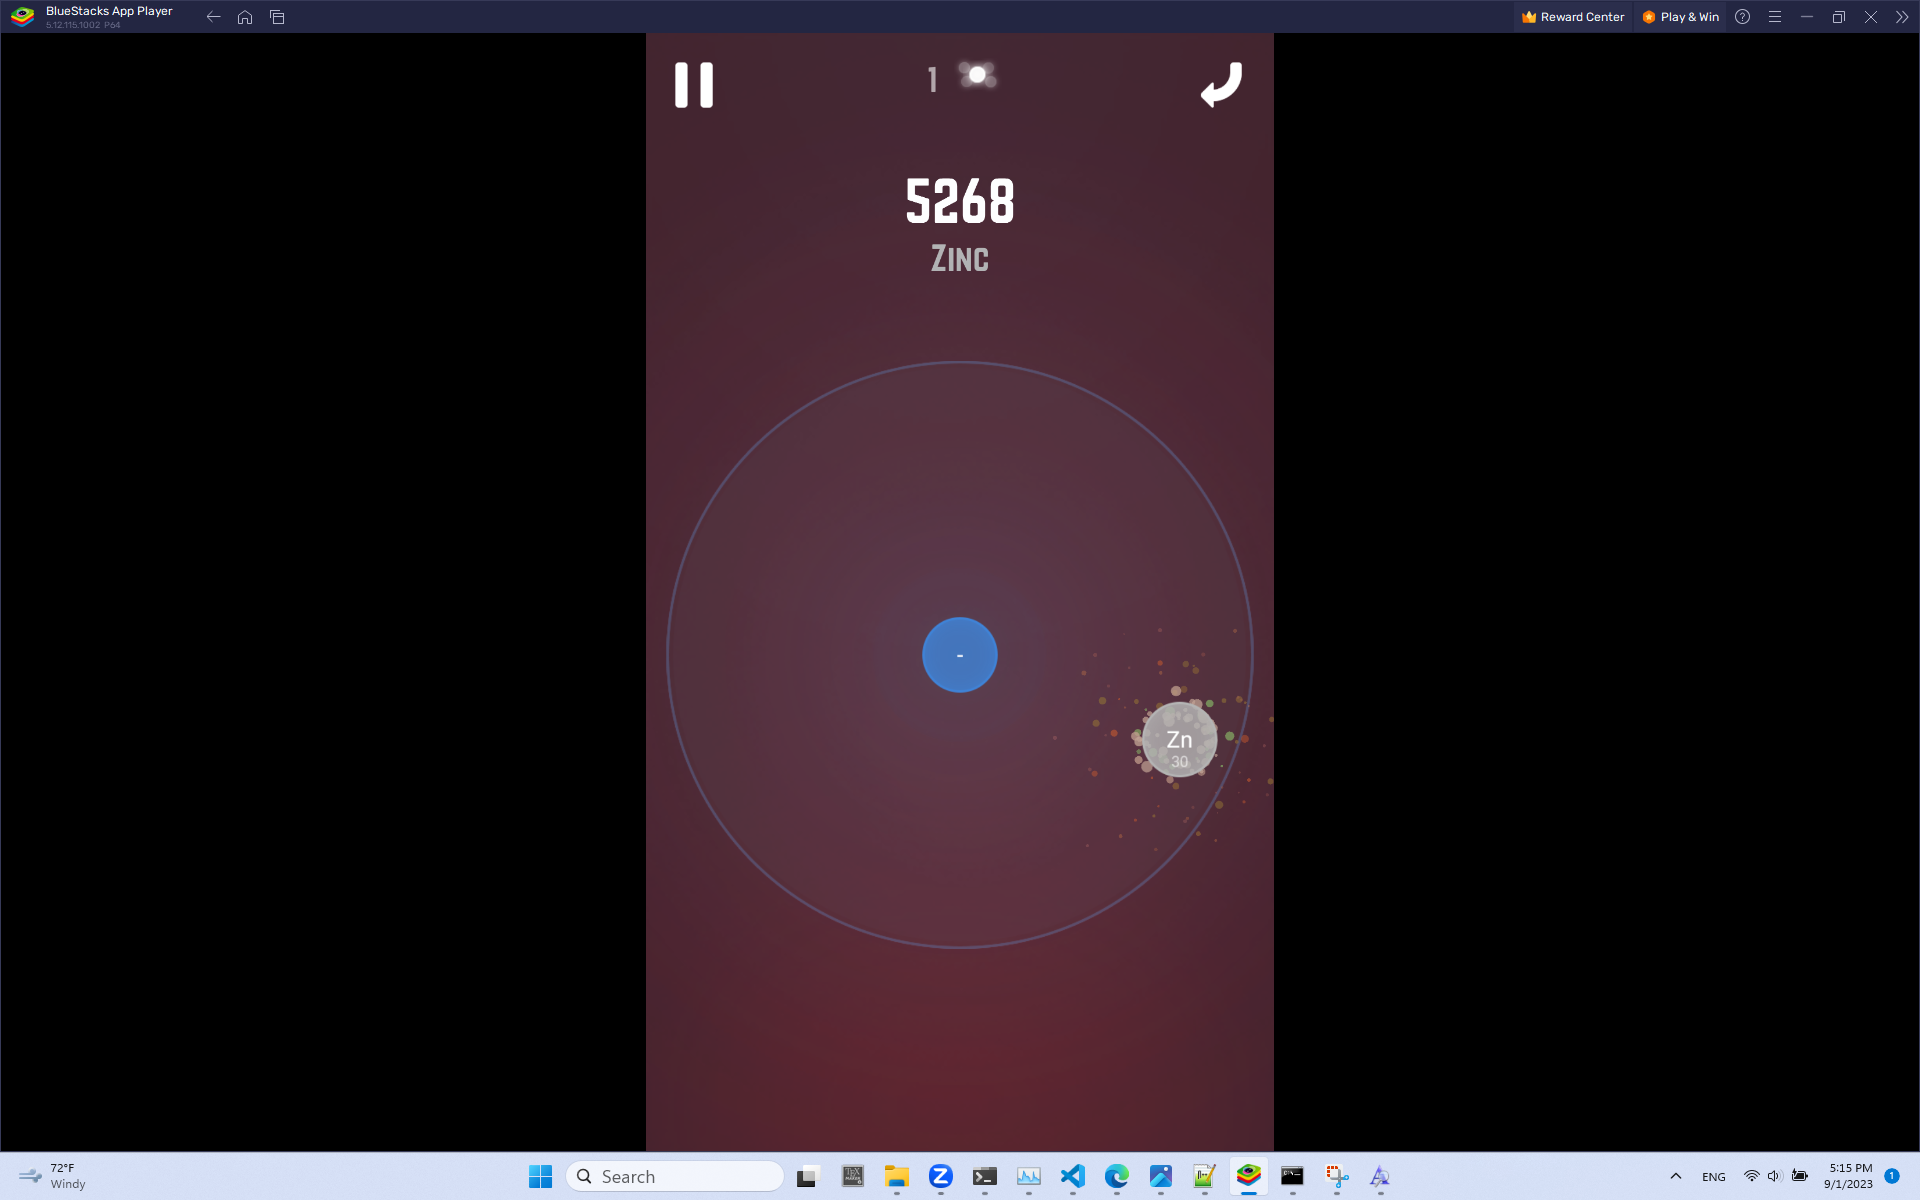 BlueStacks App Player
5.12.115.1002 P64
Reward Center
Play & Win
1
5268
Zinc
-
Zn
30
72°F
Windy
Search
ENG
5:15 PM
9/1/2023
1